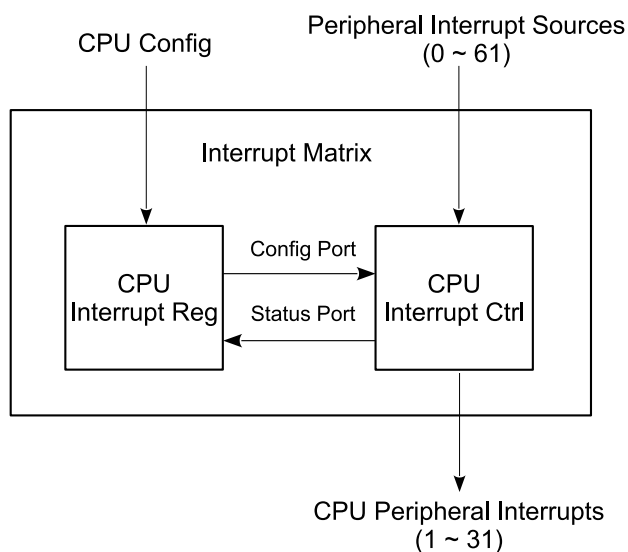 CPU Config
Peripheral Interrupt Sources
(0 ~ 61)
Interrupt Matrix
CPU
Interrupt Reg
Config Port
Status Port
CPU
Interrupt Ctrl
CPU Peripheral Interrupts
(1 ~ 31)